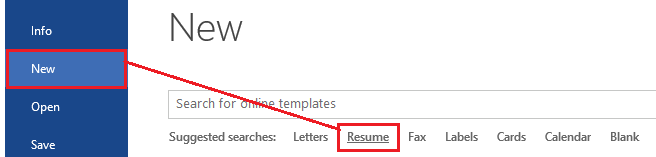 Info
New
Open
Save
New
Search for online templates
Suggested searches: Letters Resume Fax Labels Cards Calendar Blank